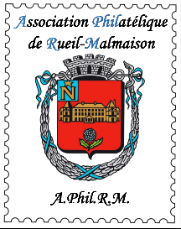 Association Philatélique
de Rueil-Malmaison
N
A.Phil.R.M.